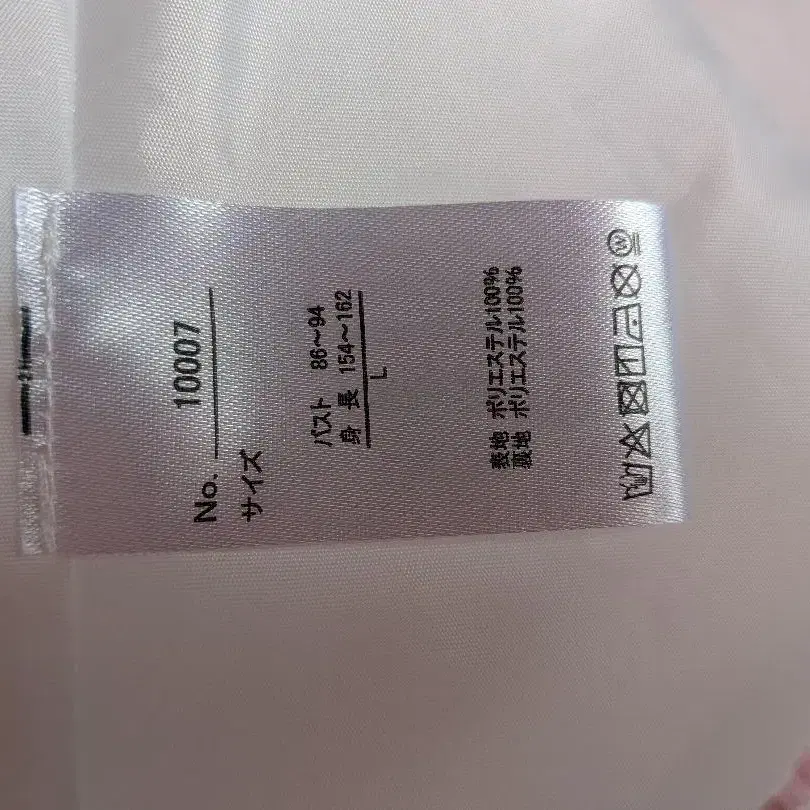 No. 10007
サイズ
バスト 86～94
身長 154～162
L
表地 ポリエステル100%
裏地 ポリエステル100%
W